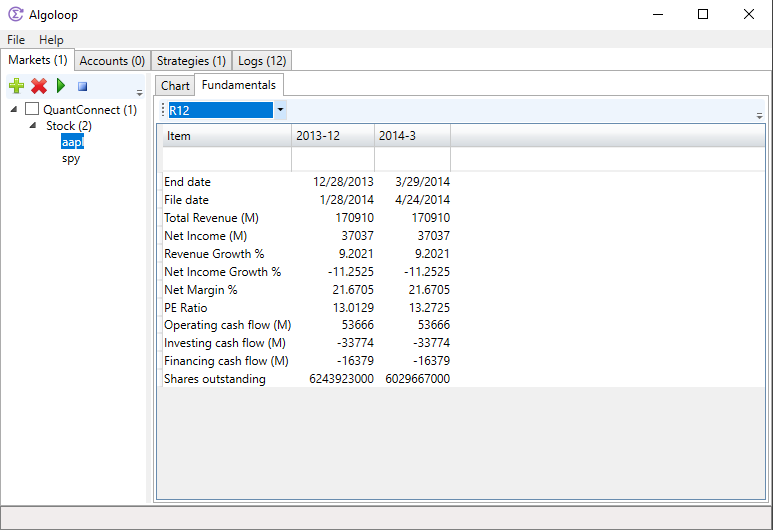 Algoloop
File Help
Markets (1) Accounts (0) Strategies (1) Logs (12)
Chart Fundamentals
QuantConnect (1)
Stock (2)
aapl
spy
R12
Item 2013-12 2014-3
End date 12/28/2013 3/29/2014
File date 1/28/2014 4/24/2014
Total Revenue (M) 170910 170910
Net Income (M) 37037 37037
Revenue Growth % 9.2021 9.2021
Net Income Growth % -11.2525 -11.2525
Net Margin % 21.6705 21.6705
PE Ratio 13.0129 13.2725
Operating cash flow (M) 53666 53666
Investing cash flow (M) -33774 -33774
Financing cash flow (M) -16379 -16379
Shares outstanding 6243923000 6029667000